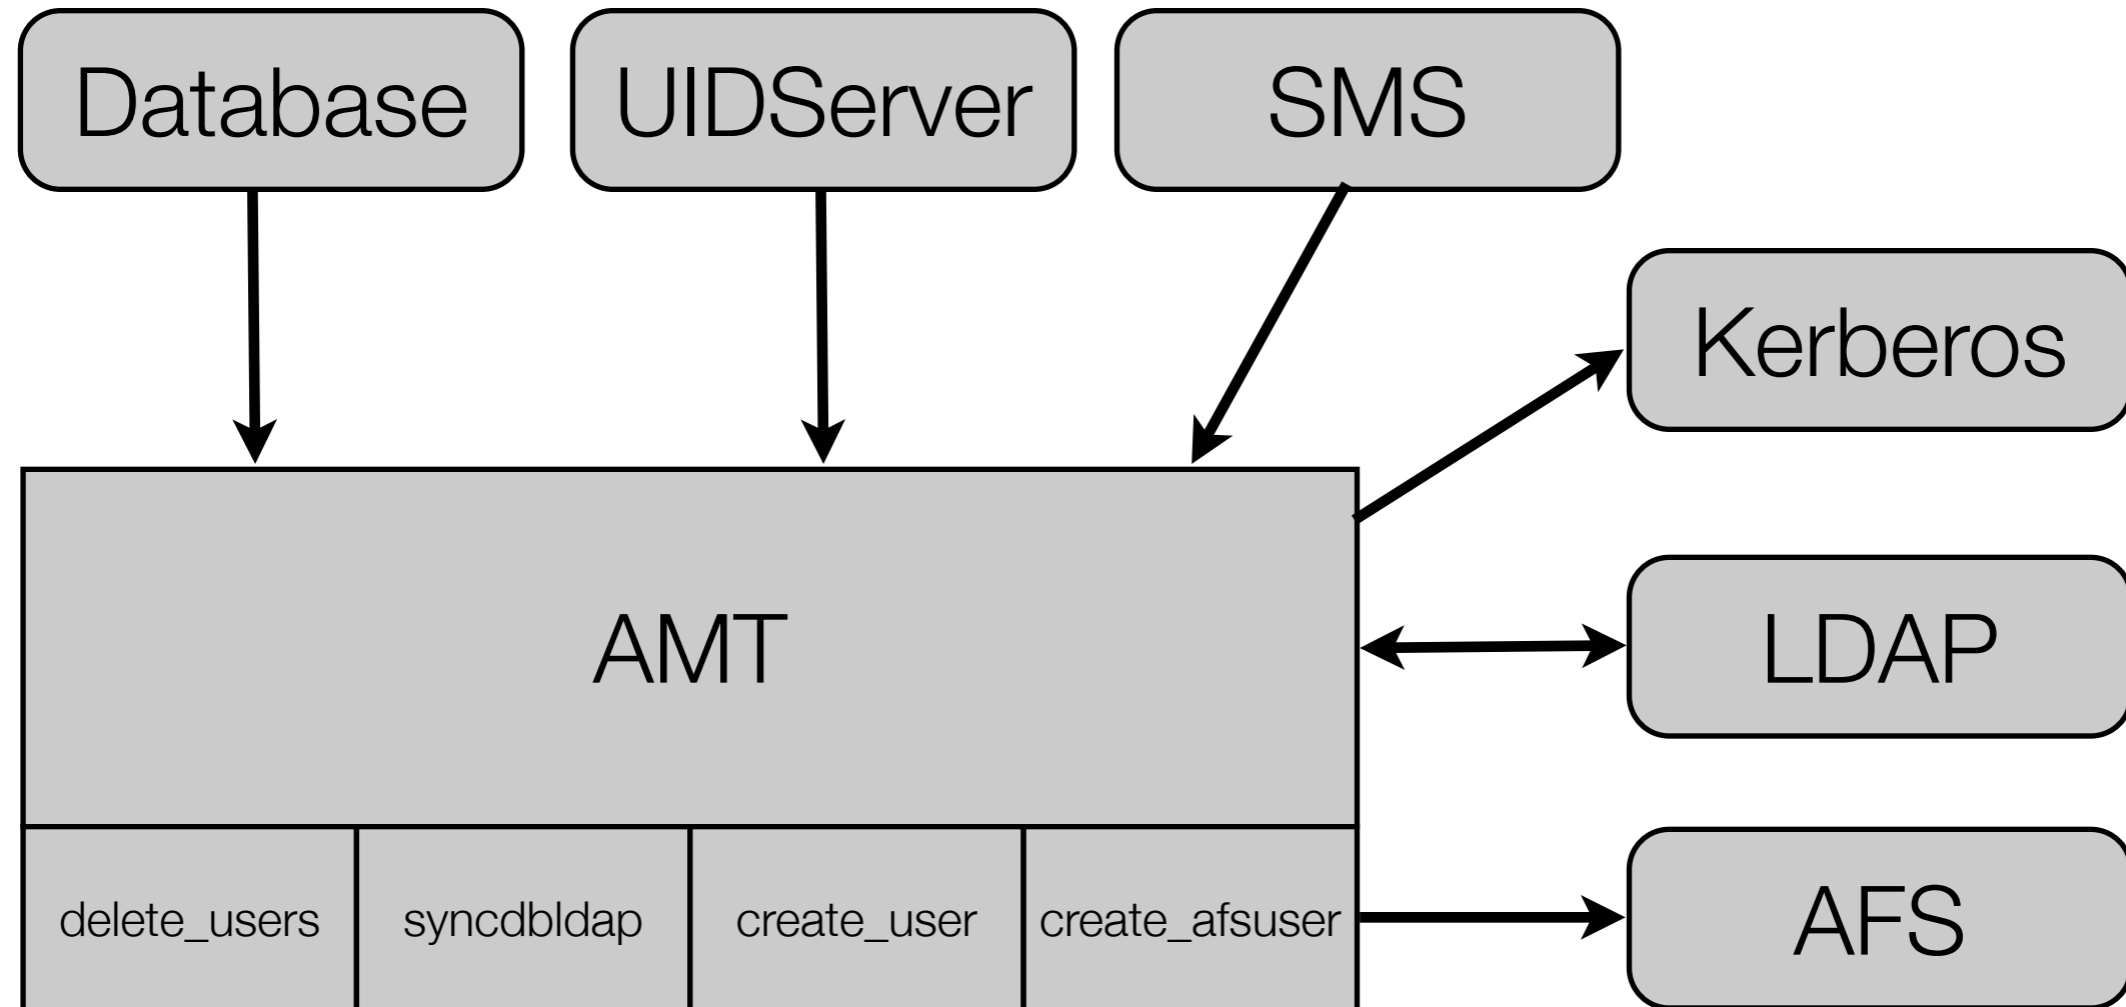 Database
UIDServer
SMS
Kerberos
AMT
LDAP
delete_users
syncdbldap
create_user
create_afsuser
AFS